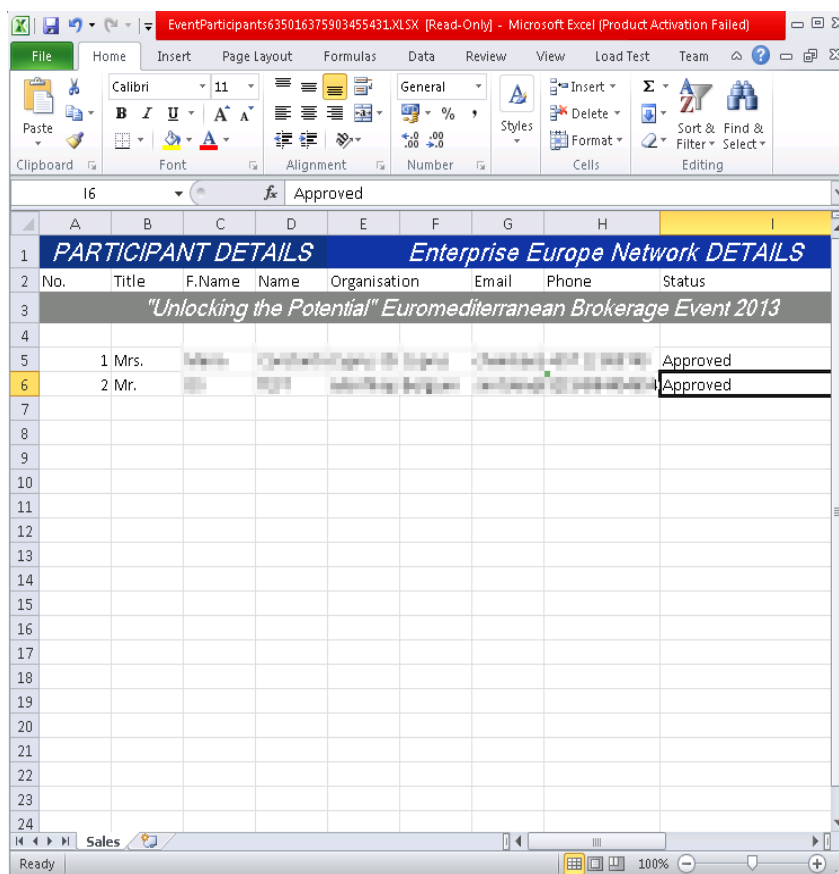 EventParticipants635016375903455431.XLSX [Read-Only] - Microsoft Excel (Product Activation Failed)
File Home Insert Page Layout Formulas Data Review View Load Test Team
Calibri 11 General Insert Σ
B I U A A % , Delete
Paste A .00 .00 Styles Format Sort & Filter Find & Select
Clipboard Font Alignment Number Cells Editing
I6 fx Approved
A B C D E F G H I
1 PARTICIPANT DETAILS Enterprise Europe Network DETAILS
2 No. Title F.Name Name Organisation Email Phone Status
3 "Unlocking the Potential" Euromediterranean Brokerage Event 2013
4
5 1 Mrs. Approved
6 2 Mr. Approved
7
8
9
10
11
12
13
14
15
16
17
18
19
20
21
22
23
24
Sales
Ready 100%